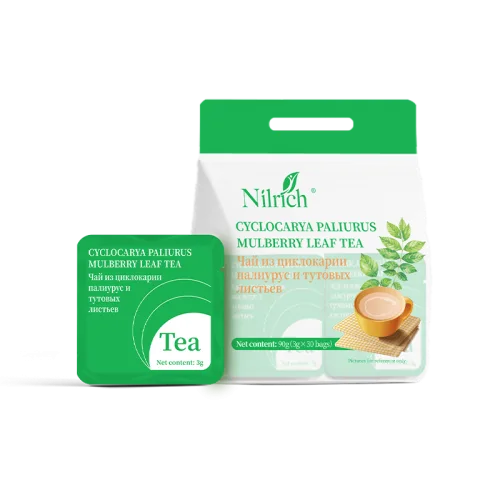 Nilrich®
CYCLOCARYA PALIURUS
MULBERRY LEAF TEA
Чай из циклокарии
палиурус и тутовых
листьев
Net content: 90g(3g×30 bags)
CYCLOCARYA PALIURUS
MULBERRY LEAF TEA
Чай из циклокарии
палиурус и
тутовых
листьев
Tea
Net content: 3g